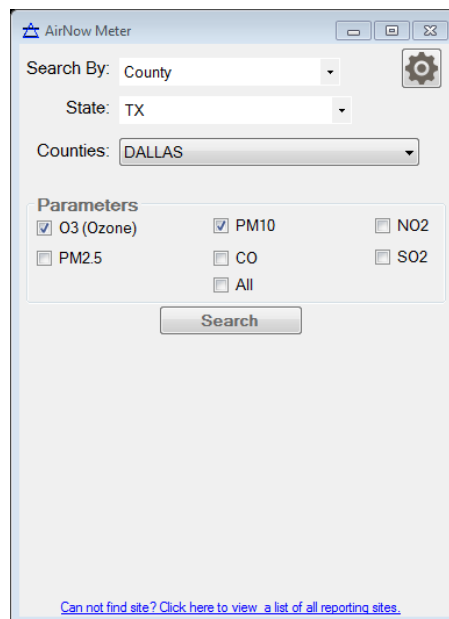 AirNow Meter
Search By: County
State: TX
Counties: DALLAS
Parameters
O3 (Ozone) PM10 NO2
PM2.5 CO SO2
All
Search
Can not find site? Click here to view a list of all reporting sites.